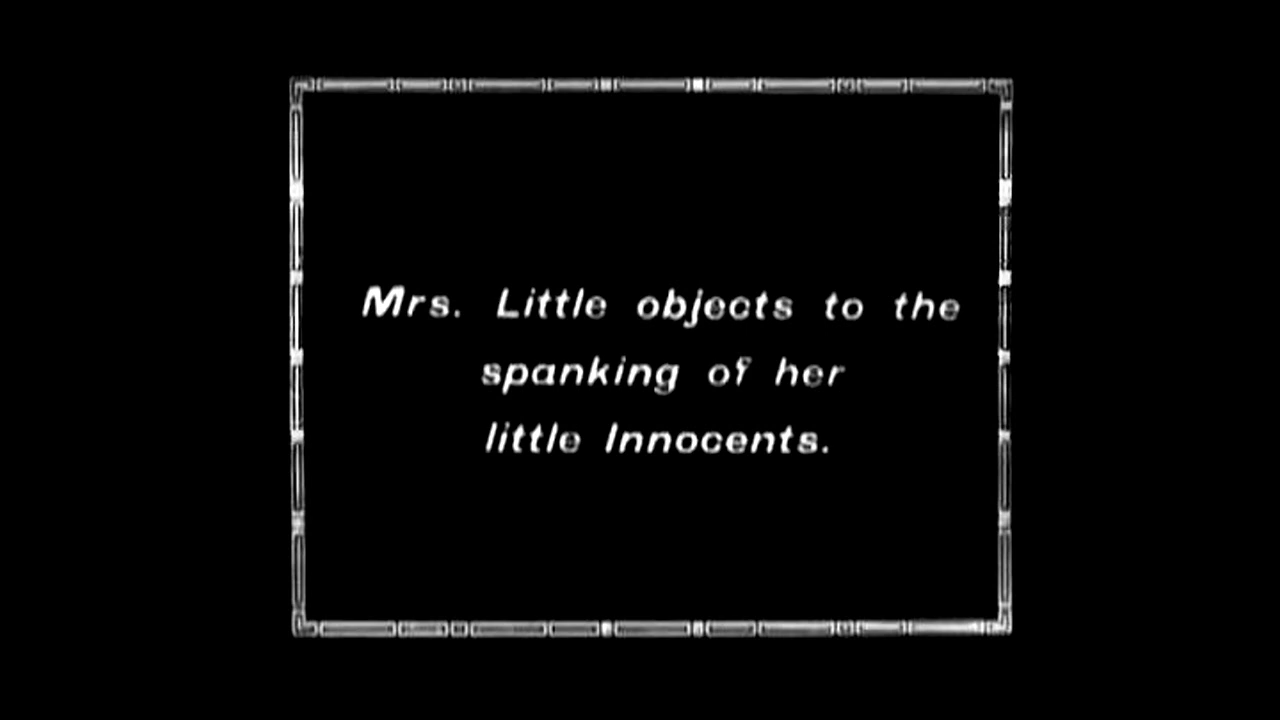 Mrs. Little objects to the
spanking of her
little Innocents.